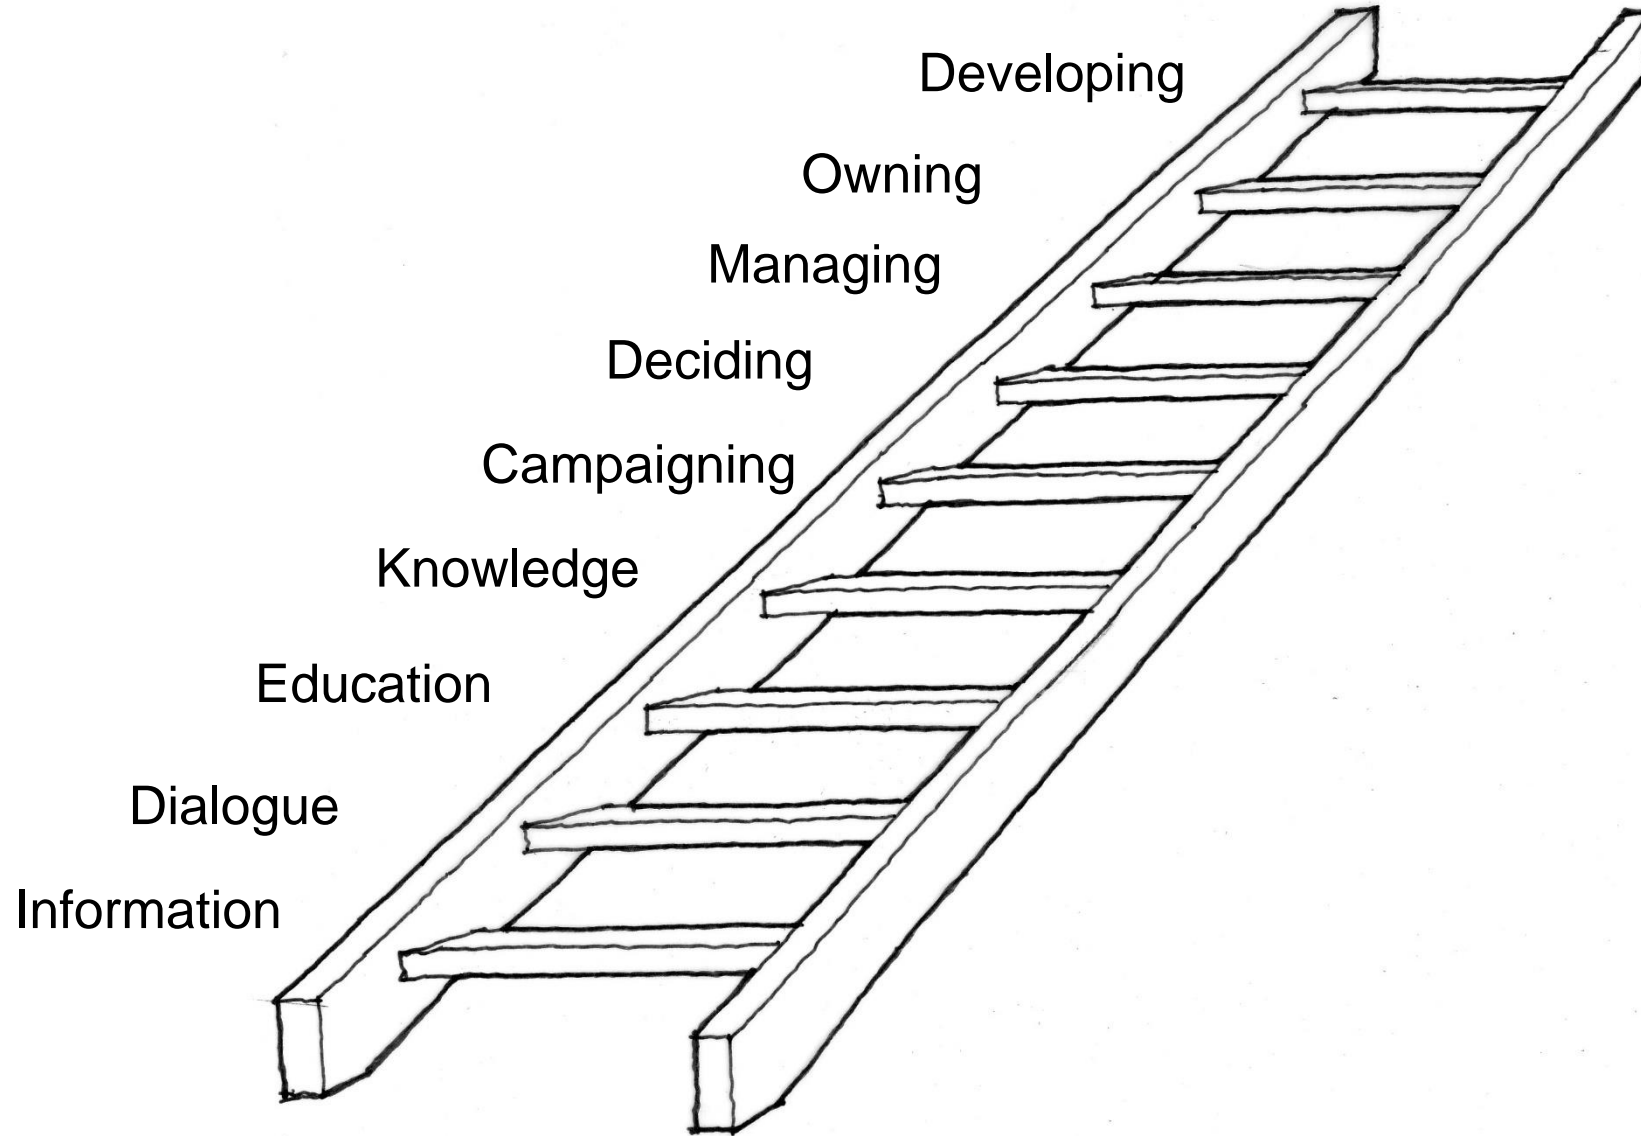 Developing
Owning
Managing
Deciding
Campaigning
Knowledge
Education
Dialogue
Information